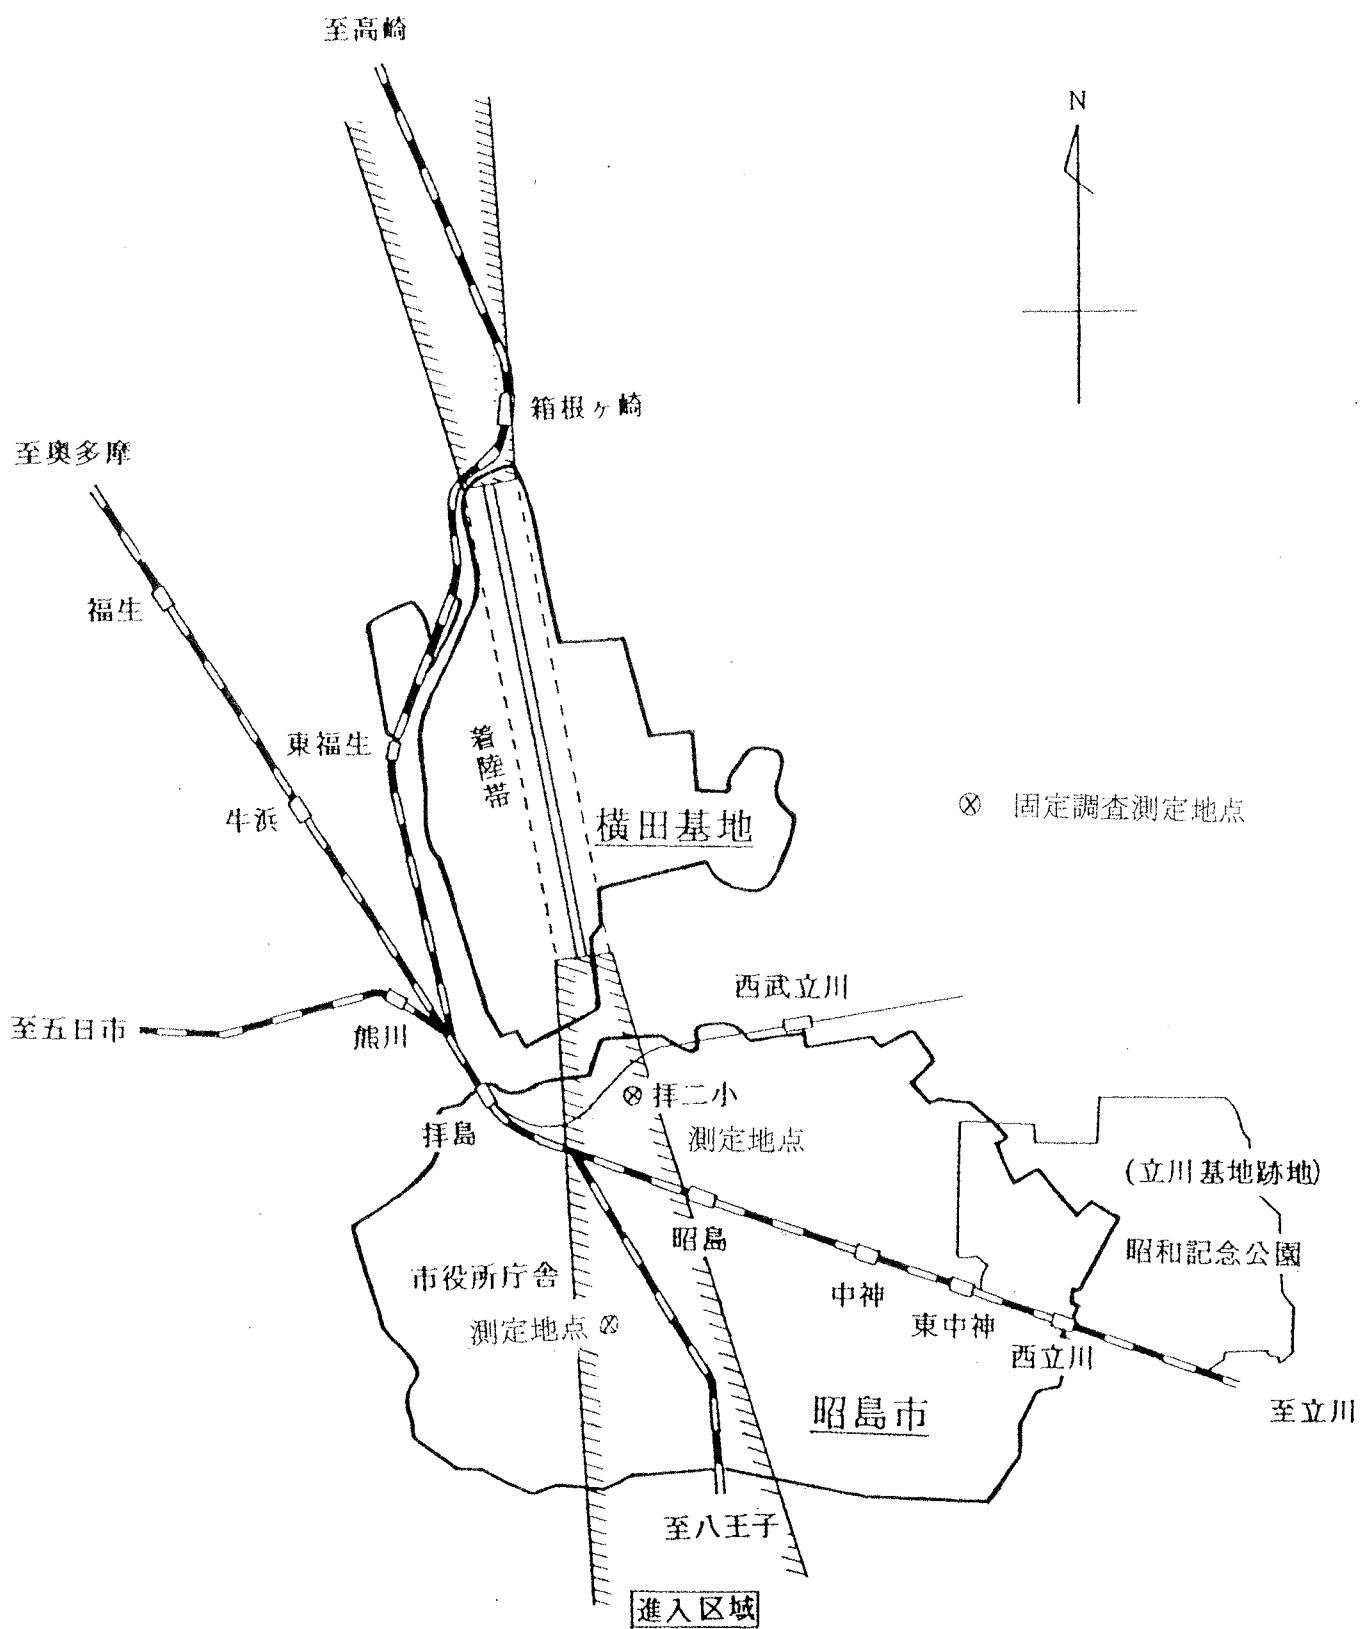 至高崎
N
箱根ヶ崎
至奥多摩
福生
東福生
着陸帯
牛浜
横田基地
固定調査測定地点
西武立川
至五日市
熊川
拝二小
測定地点
拝島
(立川基地跡地)
昭島
昭和記念公園
市役所庁舎
測定地点
中神
東中神
西立川
昭島市
至立川
至八王子
進入区域